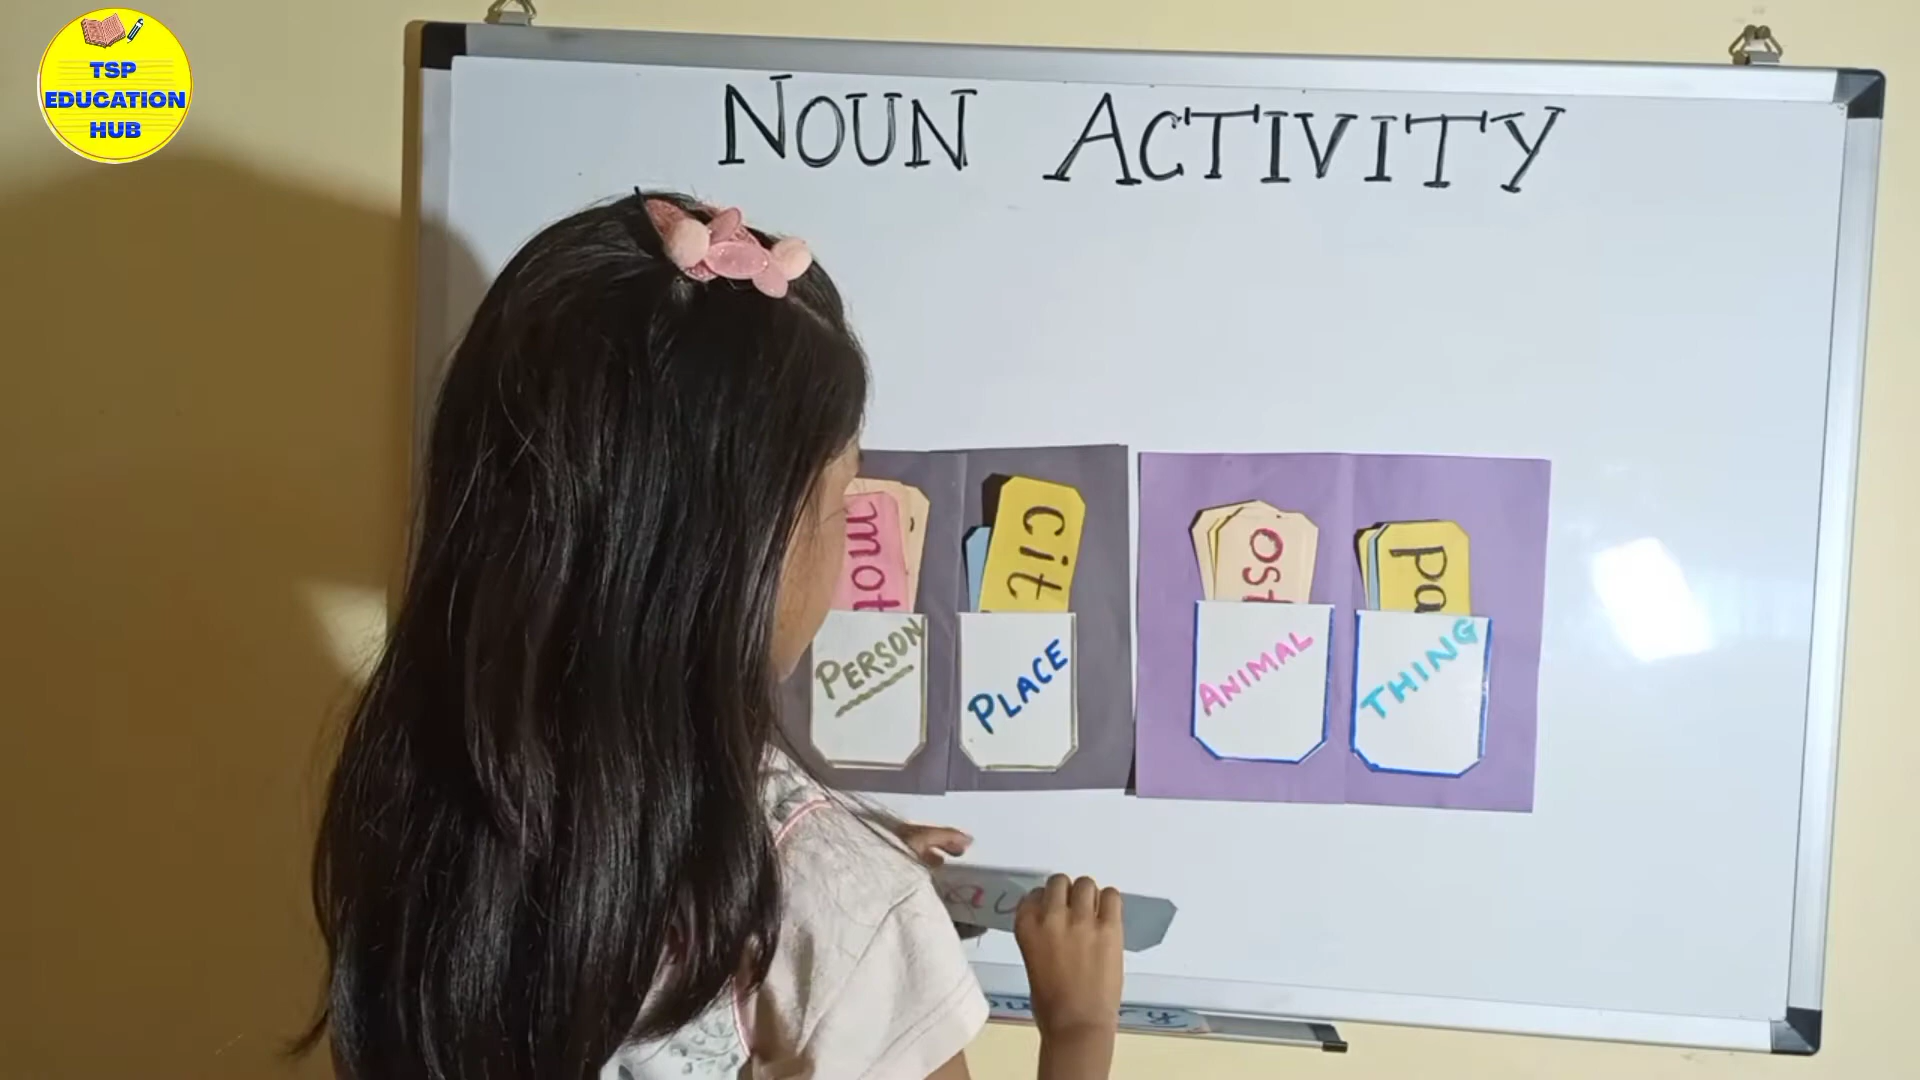 TSP
EDUCATION
HUB
NOUN ACTIVITY
mot
cit
ost
pa
PERSON
PLACE
ANIMAL
THING